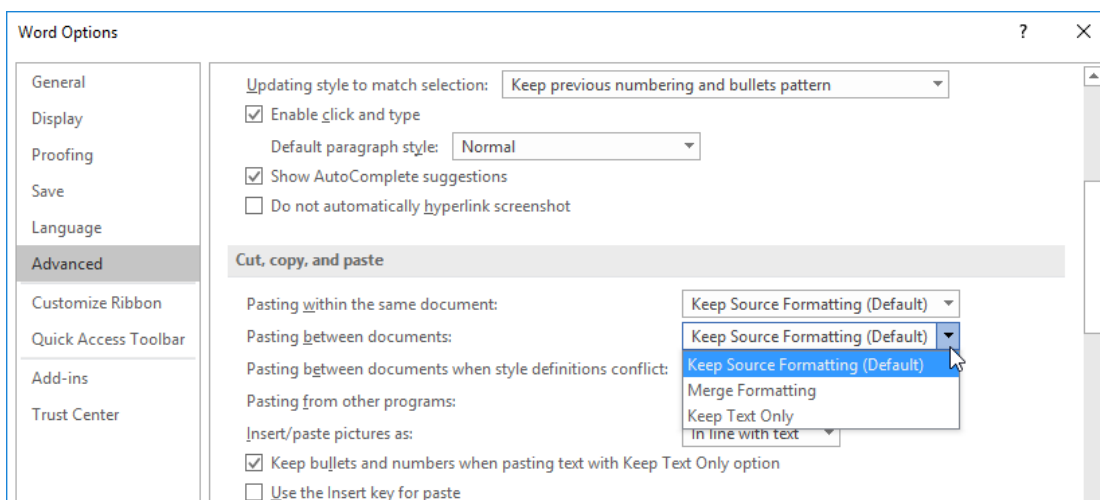 Word Options ? ×
General
Display
Proofing
Save
Language
Advanced
Customize Ribbon
Quick Access Toolbar
Add-ins
Trust Center
Updating style to match selection: Keep previous numbering and bullets pattern
Enable click and type
Default paragraph style: Normal
Show AutoComplete suggestions
Do not automatically hyperlink screenshot
Cut, copy, and paste
Pasting within the same document: Keep Source Formatting (Default)
Pasting between documents: Keep Source Formatting (Default)
Keep Source Formatting (Default)
Merge Formatting
Keep Text Only
Pasting between documents when style definitions conflict:
Pasting from other programs:
Insert/paste pictures as: In line with text
Keep bullets and numbers when pasting text with Keep Text Only option
Use the Insert key for paste